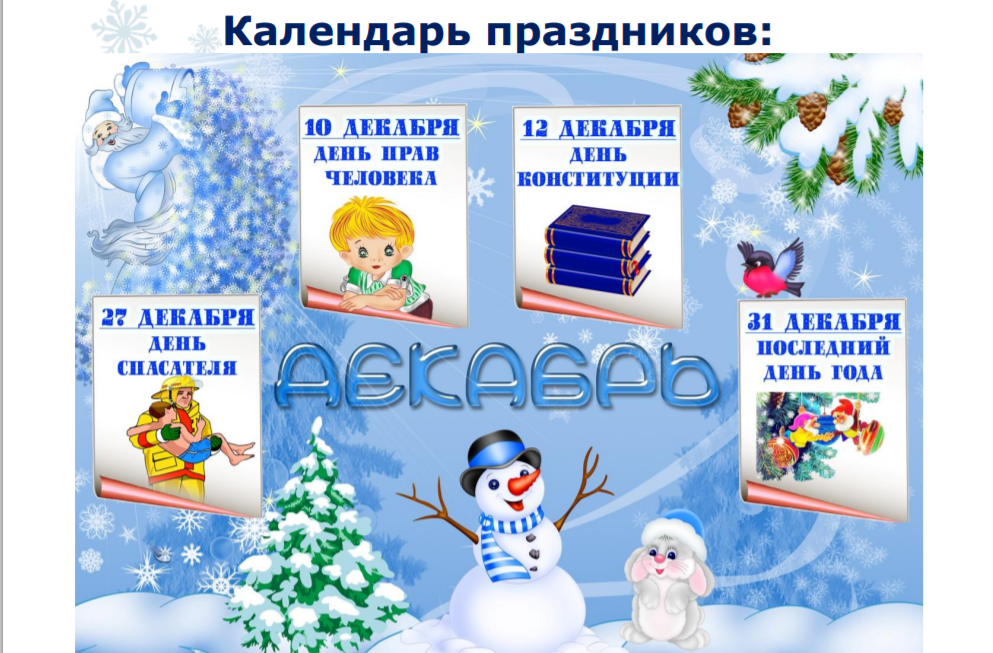 Календарь праздников:
10 ДЕКАБРЯ
ДЕНЬ ПРАВ
ЧЕЛОВЕКА
12 ДЕКАБРЯ
ДЕНЬ
КОНСТИТУЦИИ
27 ДЕКАБРЯ
ДЕНЬ
СПАСАТЕЛЯ
31 ДЕКАБРЯ
ПОСЛЕДНИЙ
ДЕНЬ ГОДА
ДЕКАБРЬ